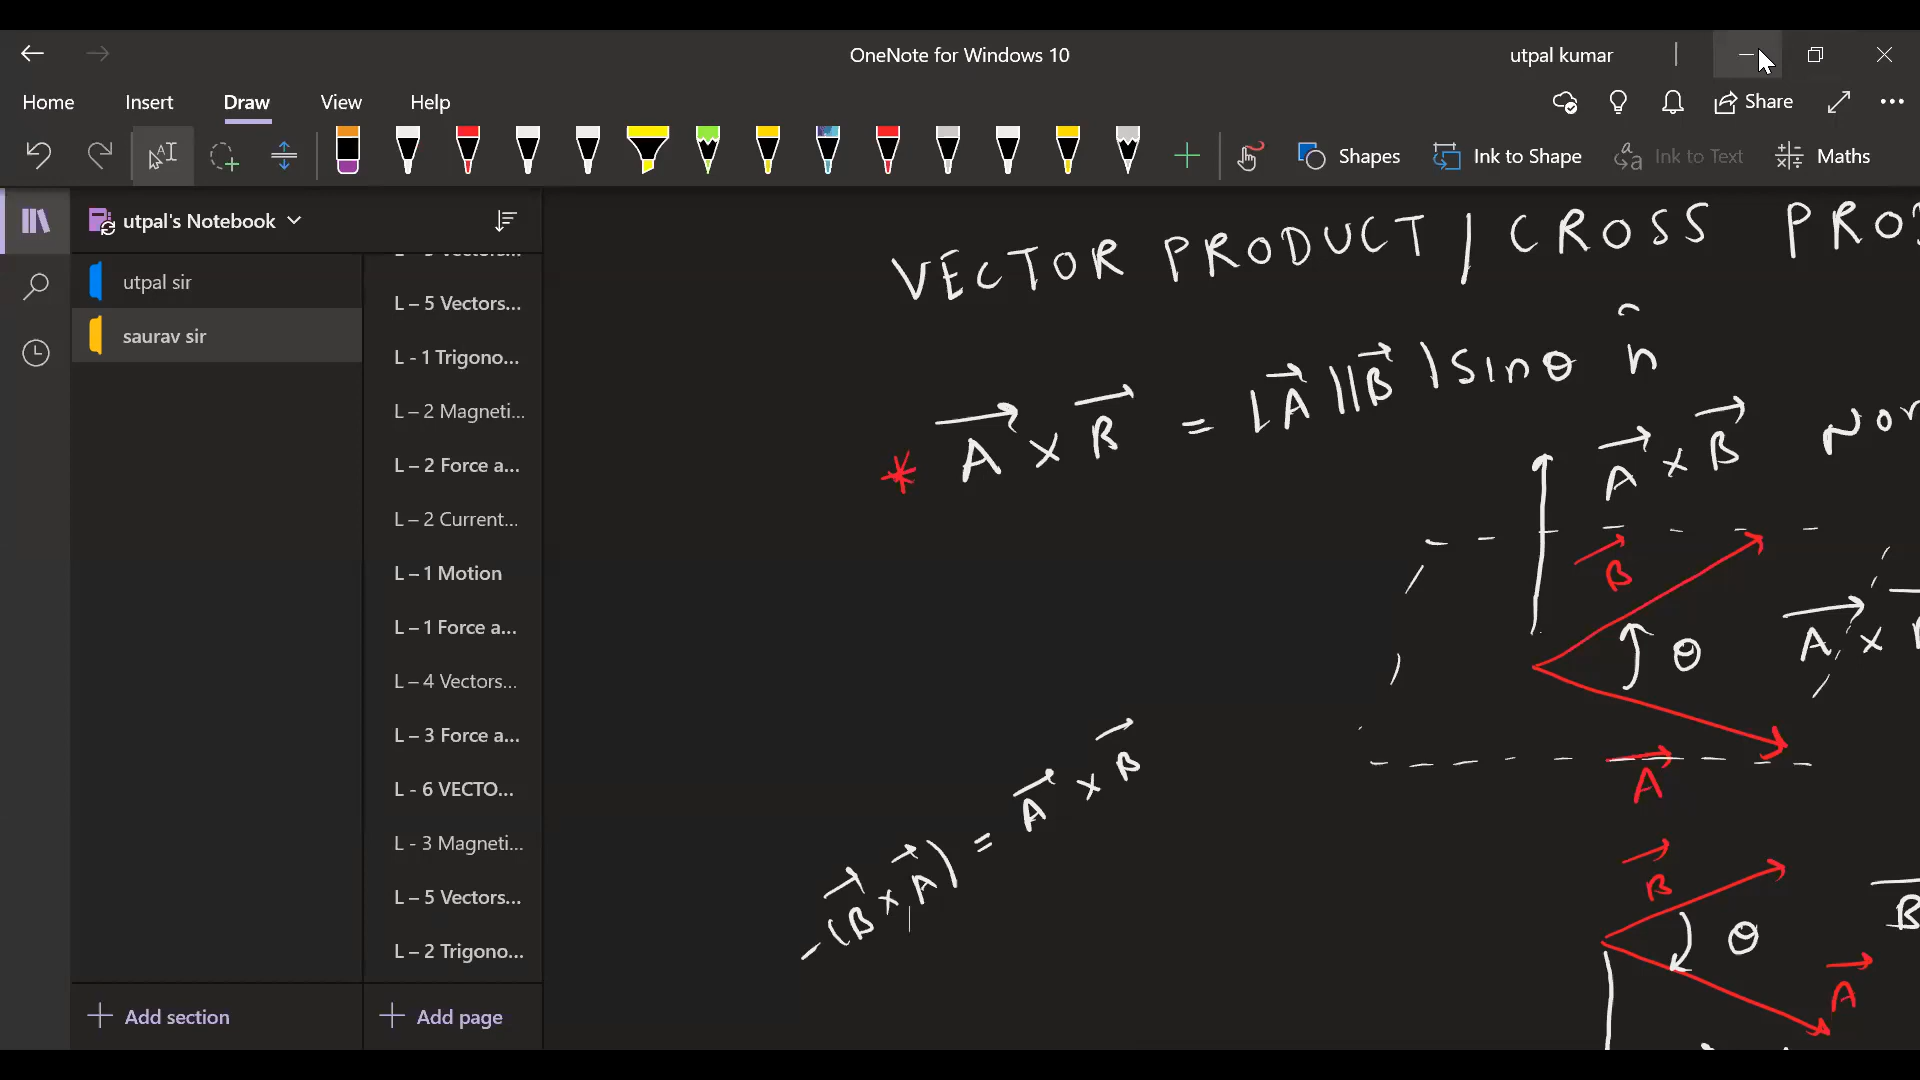 OneNote for Windows 10
utpal kumar
Home Insert Draw View Help
Share
Shapes Ink to Shape Ink to Text Maths
utpal's Notebook
utpal sir
saurav sir
L – 5 Vectors...
L - 1 Trigono...
L – 2 Magneti...
L – 2 Force a...
L – 2 Current...
L – 1 Motion
L – 1 Force a...
L – 4 Vectors...
L – 3 Force a...
L - 6 VECTO...
L - 3 Magneti...
L – 5 Vectors...
L – 2 Trigono...
Add section
Add page
VECTOR PRODUCT / CROSS PROD
* A⃗ × B⃗ = |A⃗||B⃗| sinθ n̂
A⃗ × B⃗ Nor
B⃗
θ
A⃗ ×
A⃗
-(B⃗ × A⃗) = A⃗ × B⃗
B⃗
θ
B
A⃗